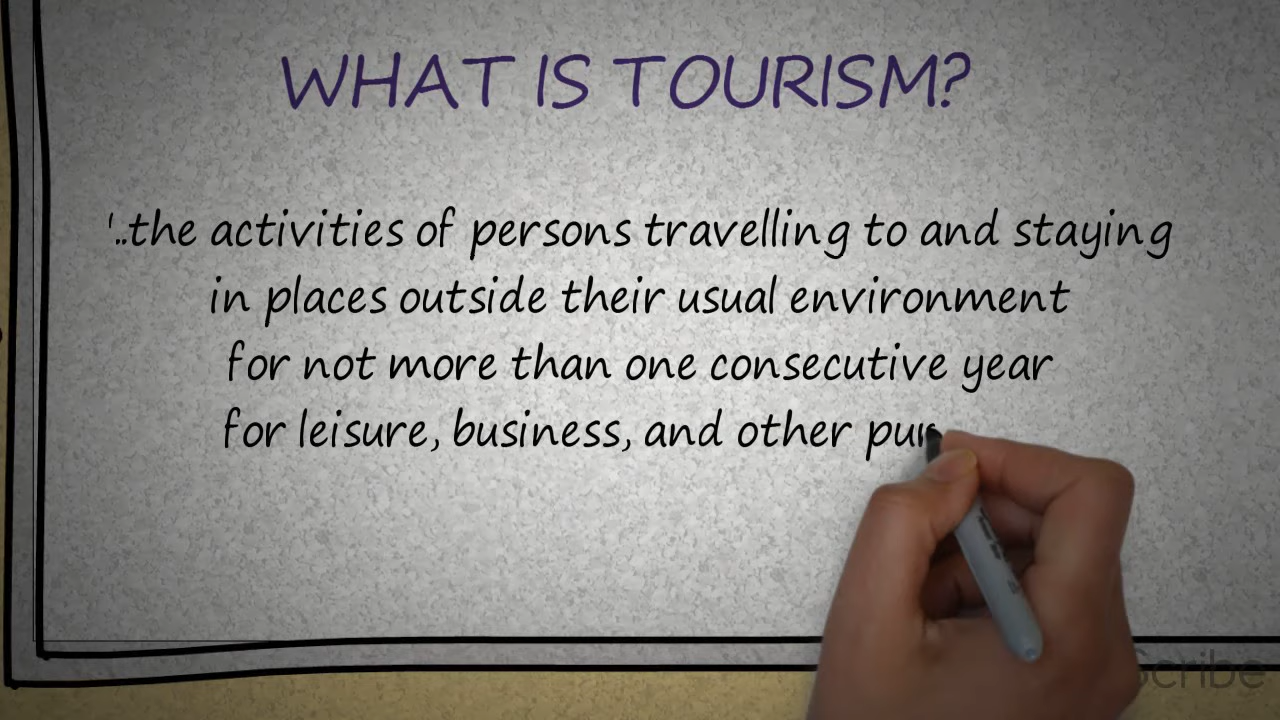 WHAT IS TOURISM?
'..the activities of persons travelling to and staying
in places outside their usual environment
for not more than one consecutive year
for leisure, business, and other